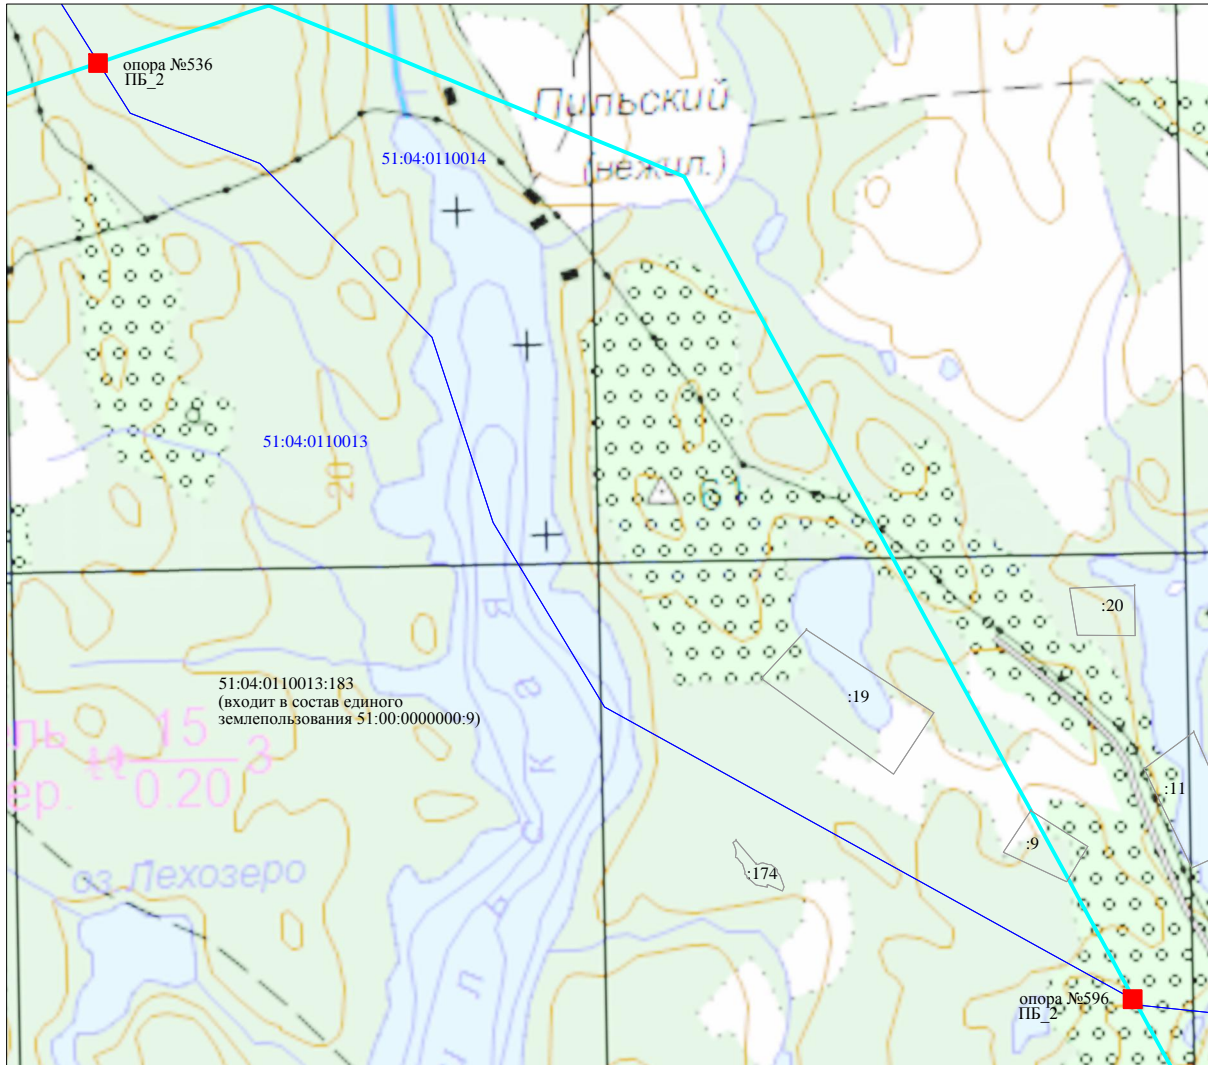 опора №536
ПБ_2
Пильский
(нежил.)
51:04:0110014
51:04:0110013
20
61
:20
:19
51:04:0110013:183
(входит в состав единого
землепользования 51:00:0000000:9)
15
3
0.20
ер.
:11
:9
:174
оз. Лехозеро
опора №596
ПБ_2